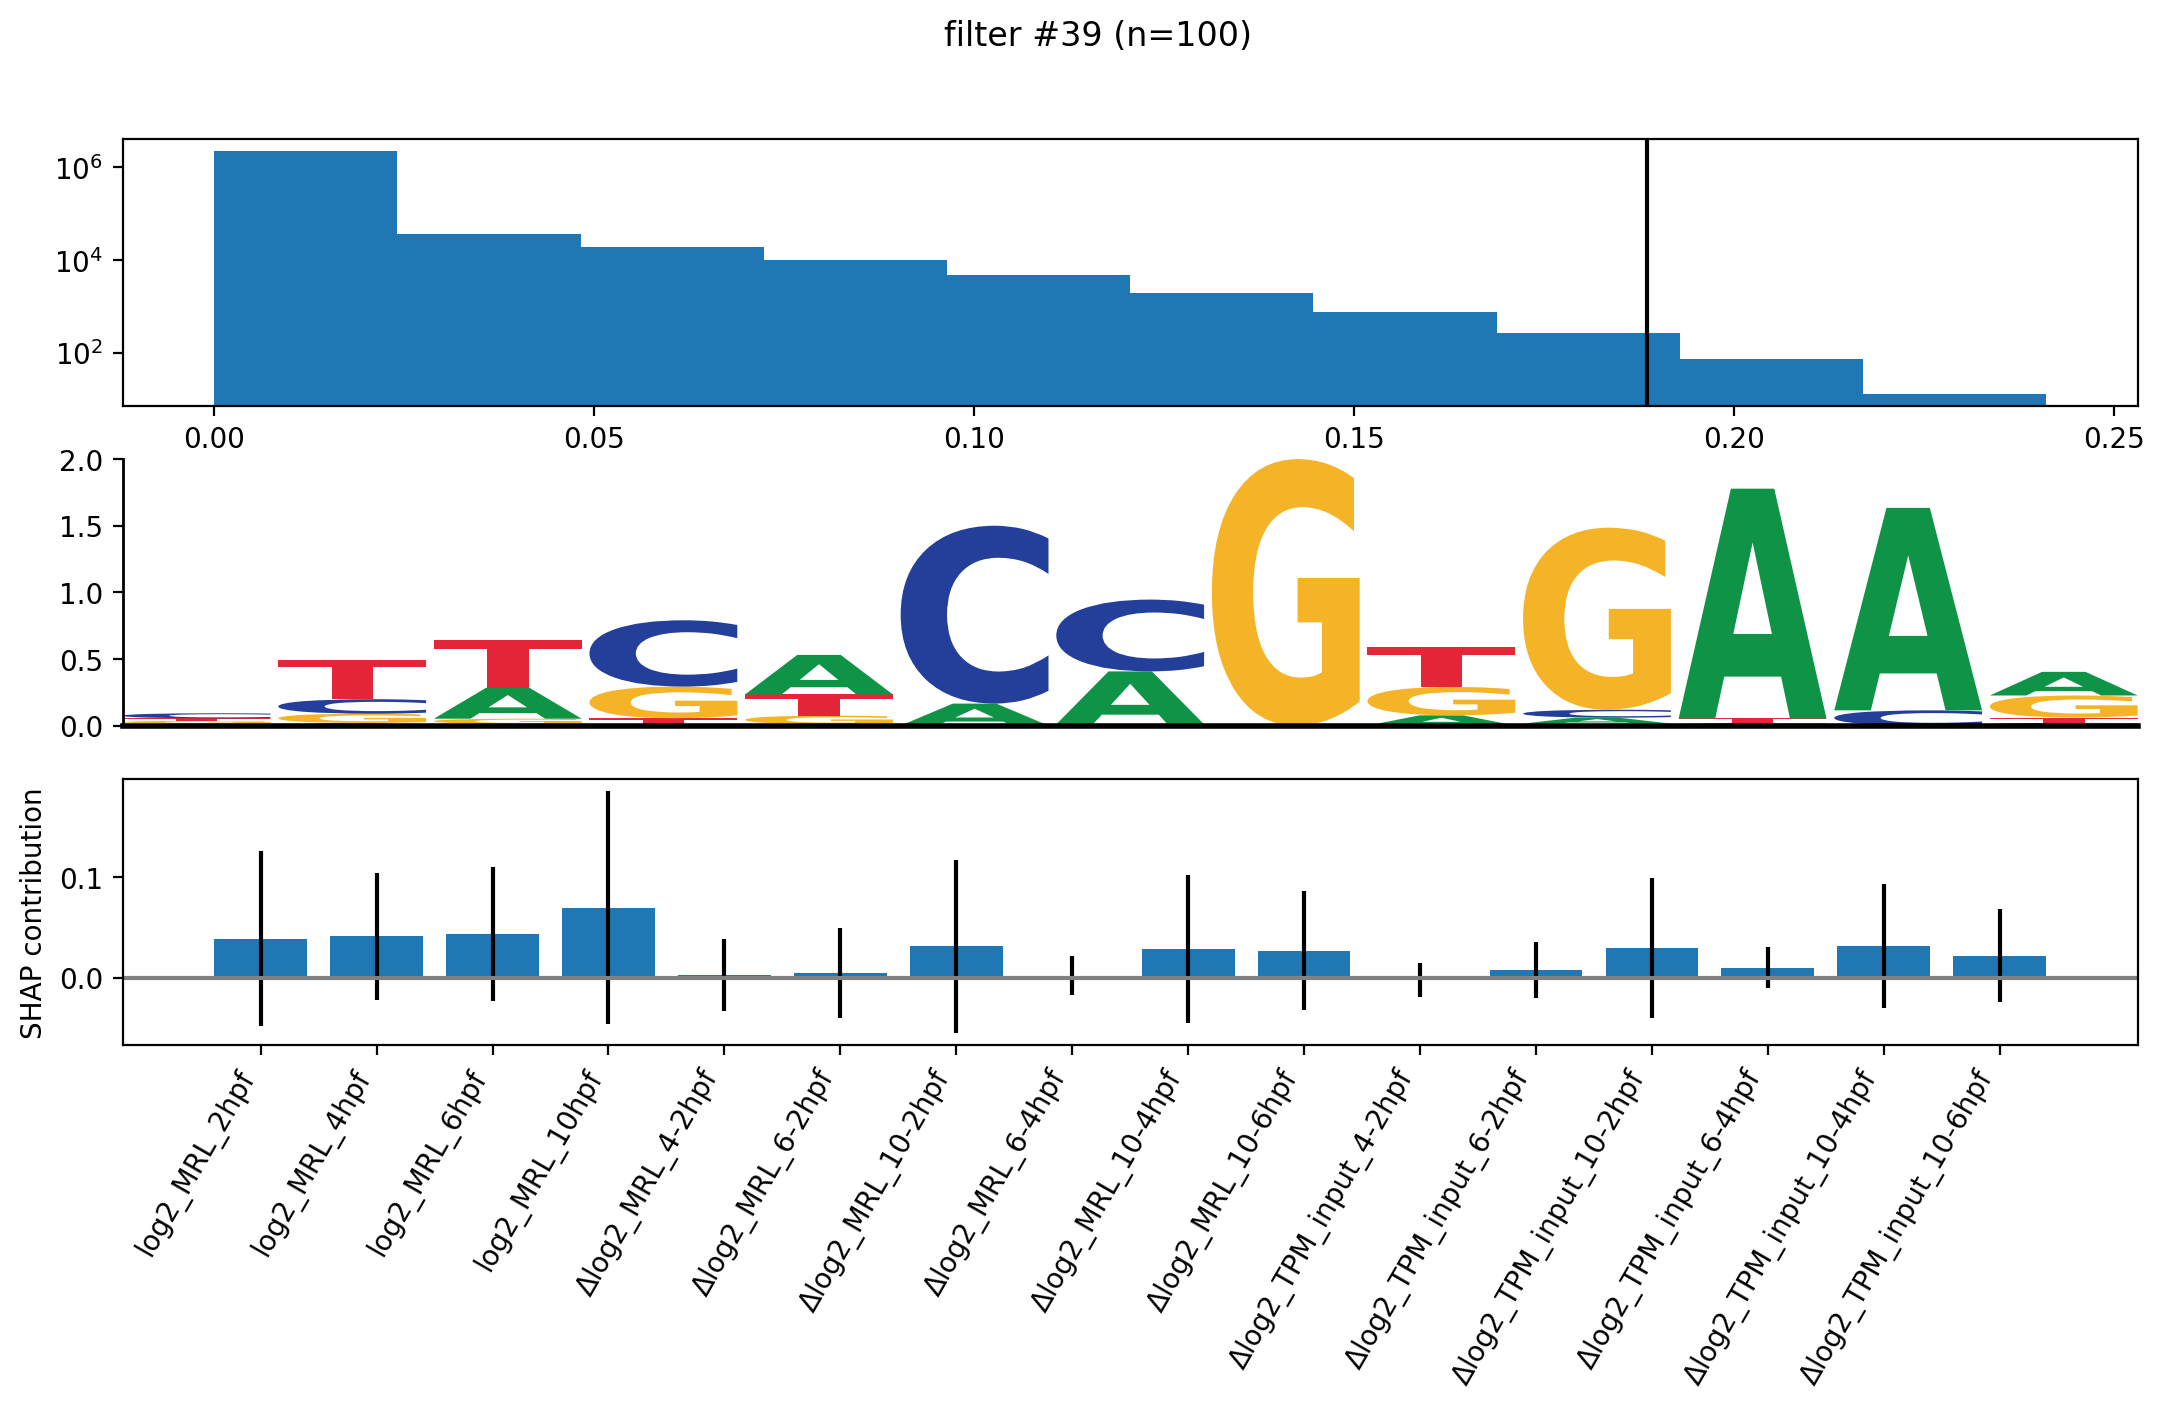 filter #39 (n=100)
10^6
10^4
10^2
0.00 0.05 0.10 0.15 0.20 0.25
2.0
1.5
1.0
0.5
0.0
SHAP contribution
0.1
0.0
log2_MRL_2hpf
log2_MRL_4hpf
log2_MRL_6hpf
log2_MRL_10hpf
Δlog2_MRL_4-2hpf
Δlog2_MRL_6-2hpf
Δlog2_MRL_10-2hpf
Δlog2_MRL_6-4hpf
Δlog2_MRL_10-4hpf
Δlog2_MRL_10-6hpf
Δlog2_TPM_input_4-2hpf
Δlog2_TPM_input_6-2hpf
Δlog2_TPM_input_10-2hpf
Δlog2_TPM_input_6-4hpf
Δlog2_TPM_input_10-4hpf
Δlog2_TPM_input_10-6hpf